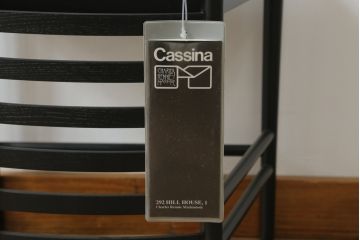 Cassina
292 HILL HOUSE, 1
Charles Rennie Mackintosh